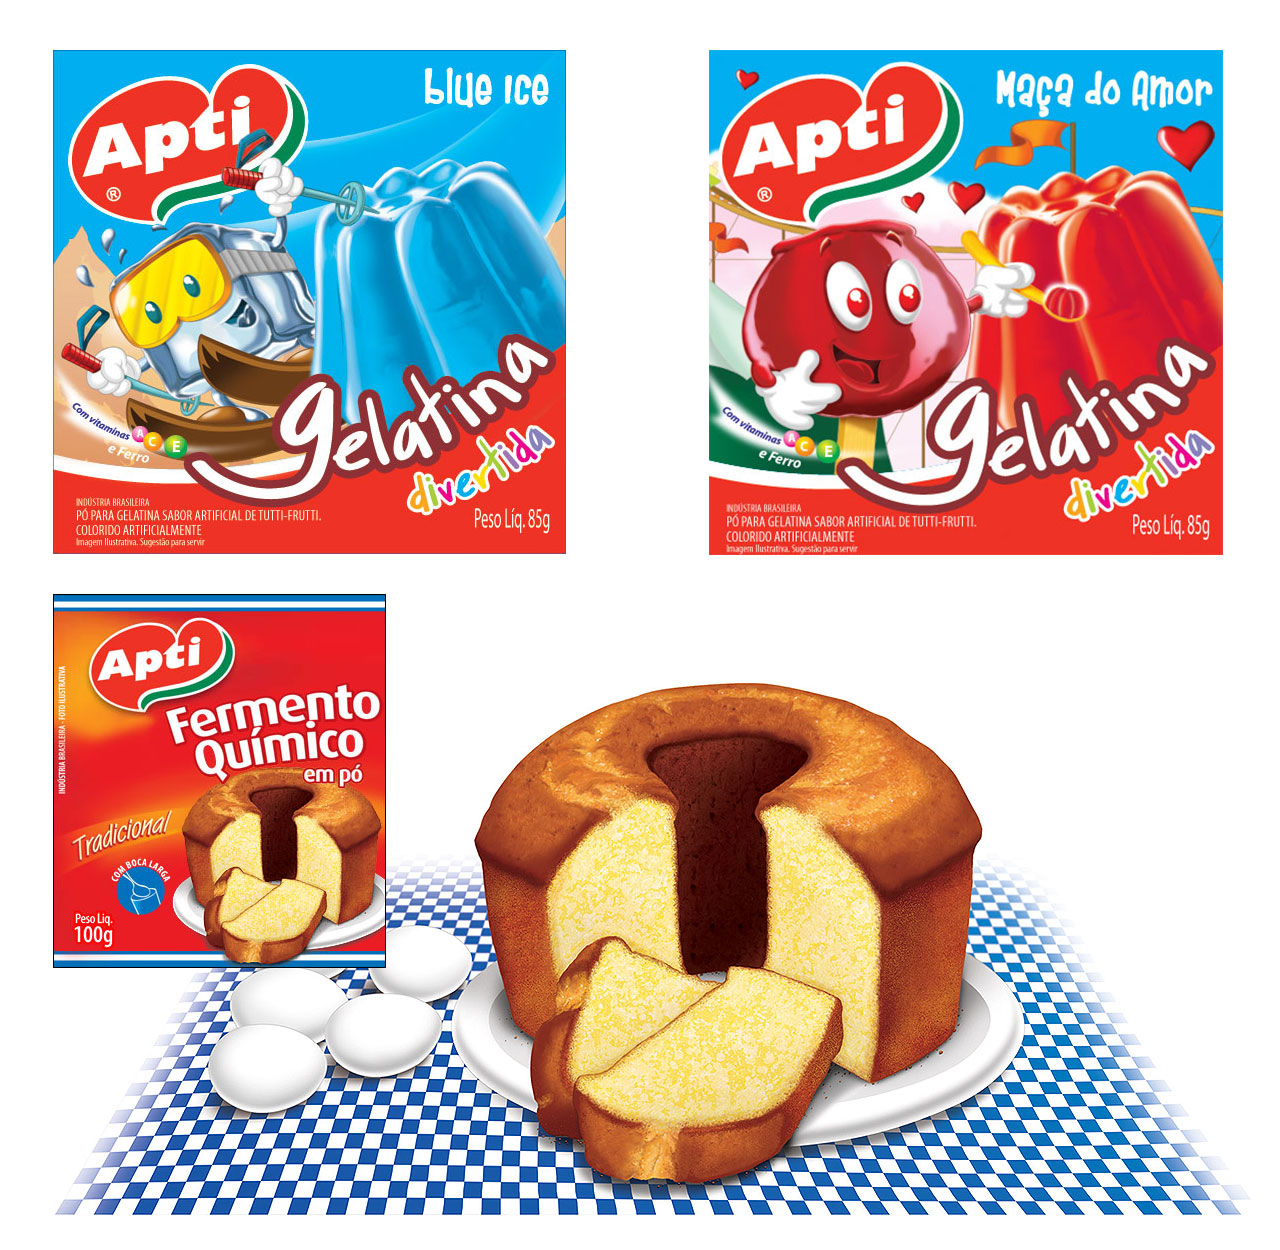 Apti
®
blue ice
Com vitaminas
A C E
e Ferro
gelatina
divertida
INDÚSTRIA BRASILEIRA
PÓ PARA GELATINA SABOR ARTIFICIAL DE TUTTI-FRUTTI.
COLORIDO ARTIFICIALMENTE
Imagem Ilustrativa. Sugestão para servir
Peso Líq. 85g
Apti
®
Maça do Amor
Com vitaminas
A C E
e Ferro
gelatina
divertida
INDÚSTRIA BRASILEIRA
PÓ PARA GELATINA SABOR ARTIFICIAL DE TUTTI-FRUTTI.
COLORIDO ARTIFICIALMENTE
Imagem Ilustrativa. Sugestão para servir
Peso Líq. 85g
Apti
INDÚSTRIA BRASILEIRA - FOTO ILUSTRATIVA
Fermento
Químico
em pó
Tradicional
COM BOCA LARGA
Peso Liq.
100g